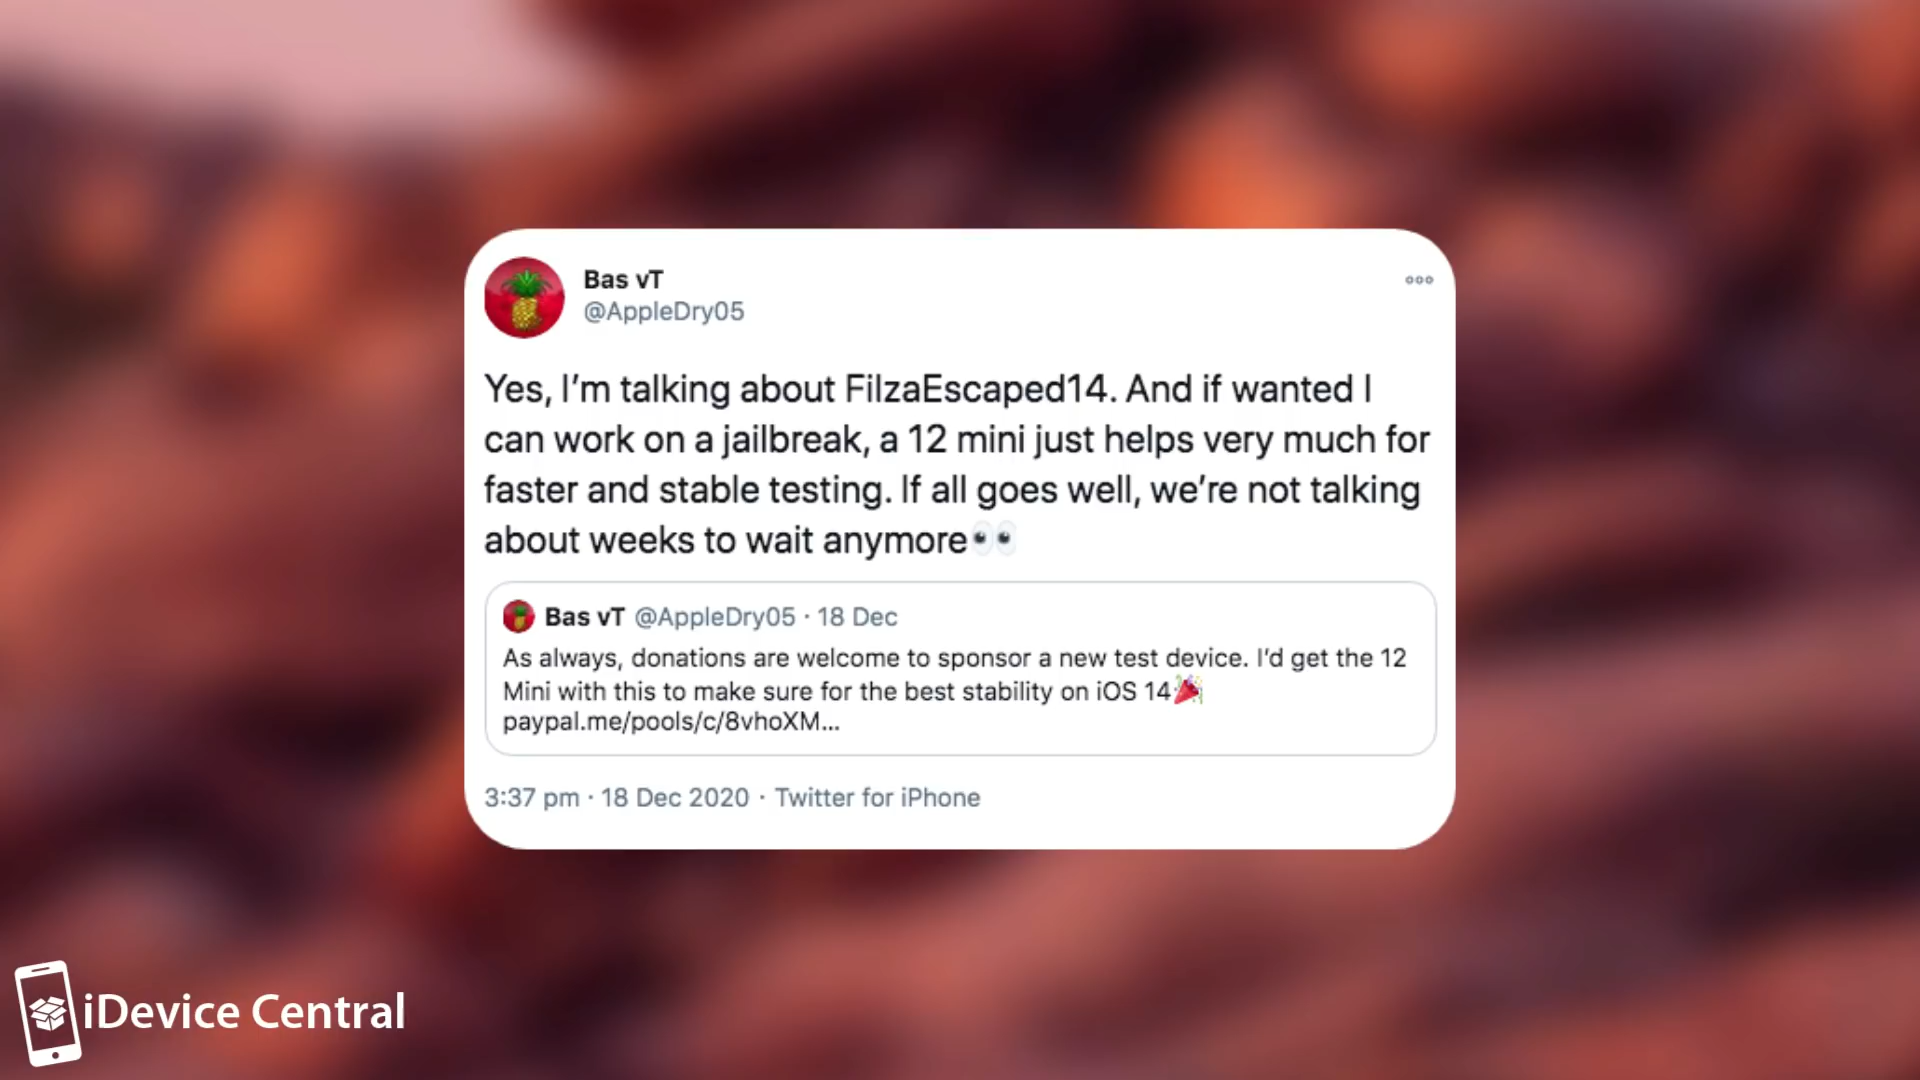 Bas vT
@AppleDry05
Yes, I’m talking about FilzaEscaped14. And if wanted I
can work on a jailbreak, a 12 mini just helps very much for
faster and stable testing. If all goes well, we’re not talking
about weeks to wait anymore👀
Bas vT @AppleDry05 · 18 Dec
As always, donations are welcome to sponsor a new test device. I’d get the 12
Mini with this to make sure for the best stability on iOS 14🎉
paypal.me/pools/c/8vhoXM...
3:37 pm · 18 Dec 2020 · Twitter for iPhone
iDevice Central